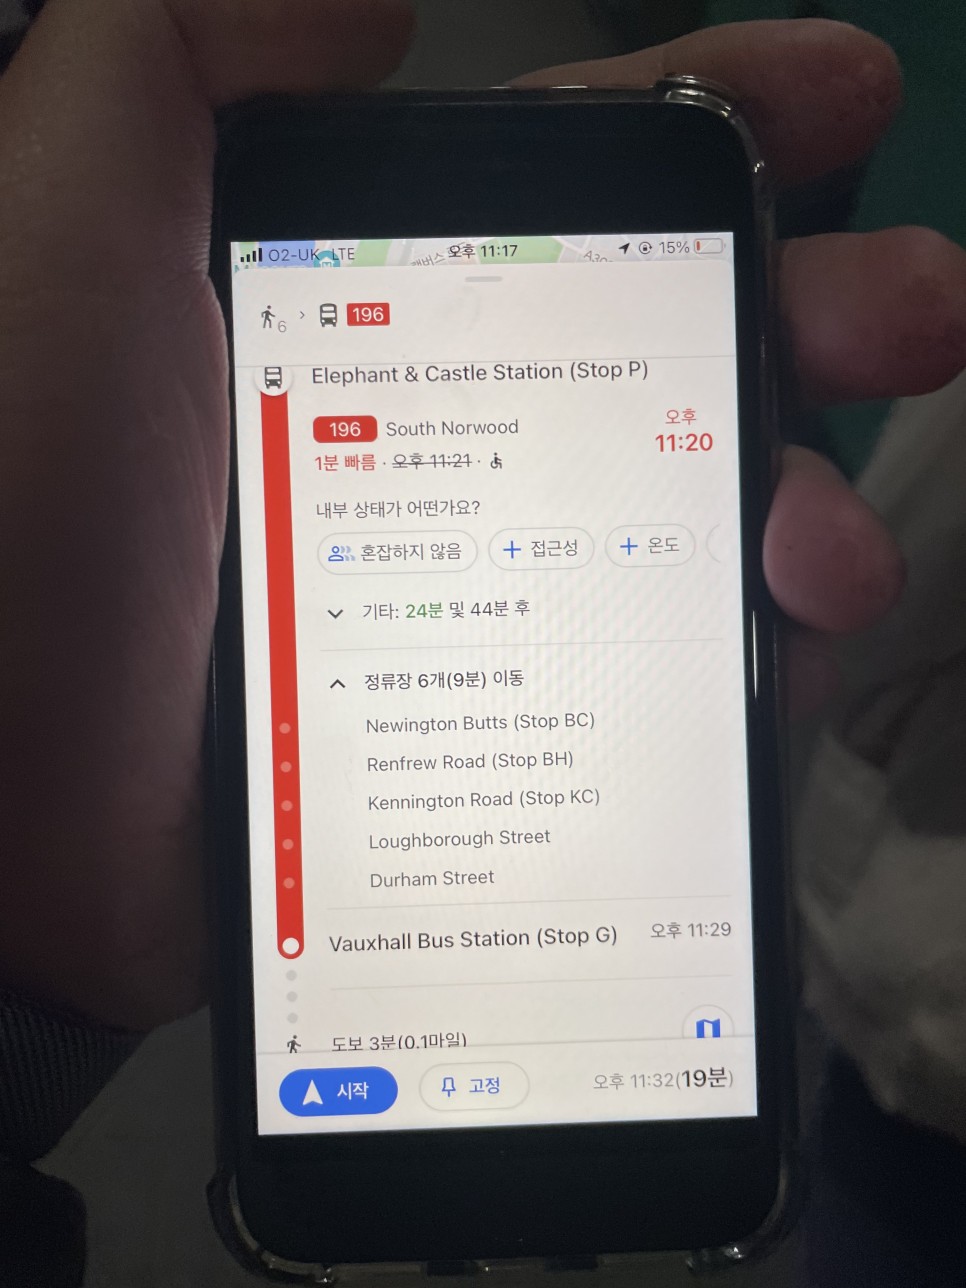 O2-UK LTE 오후 11:17 15%
6 196
Elephant & Castle Station (Stop P)
196 South Norwood 오후
11:20
1분 빠름 · 오후 11:21 ·
내부 상태가 어떤가요?
혼잡하지 않음 + 접근성 + 온도
기타: 24분 및 44분 후
정류장 6개(9분) 이동
Newington Butts (Stop BC)
Renfrew Road (Stop BH)
Kennington Road (Stop KC)
Loughborough Street
Durham Street
Vauxhall Bus Station (Stop G) 오후 11:29
도보 3분(0.1마일)
시작 고정 오후 11:32(19분)